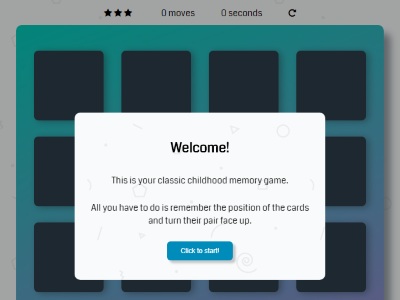 0 moves 0 seconds
Welcome!
This is your classic childhood memory game.
All you have to do is remember the position of the cards
and turn their pair face up.
Click to start!